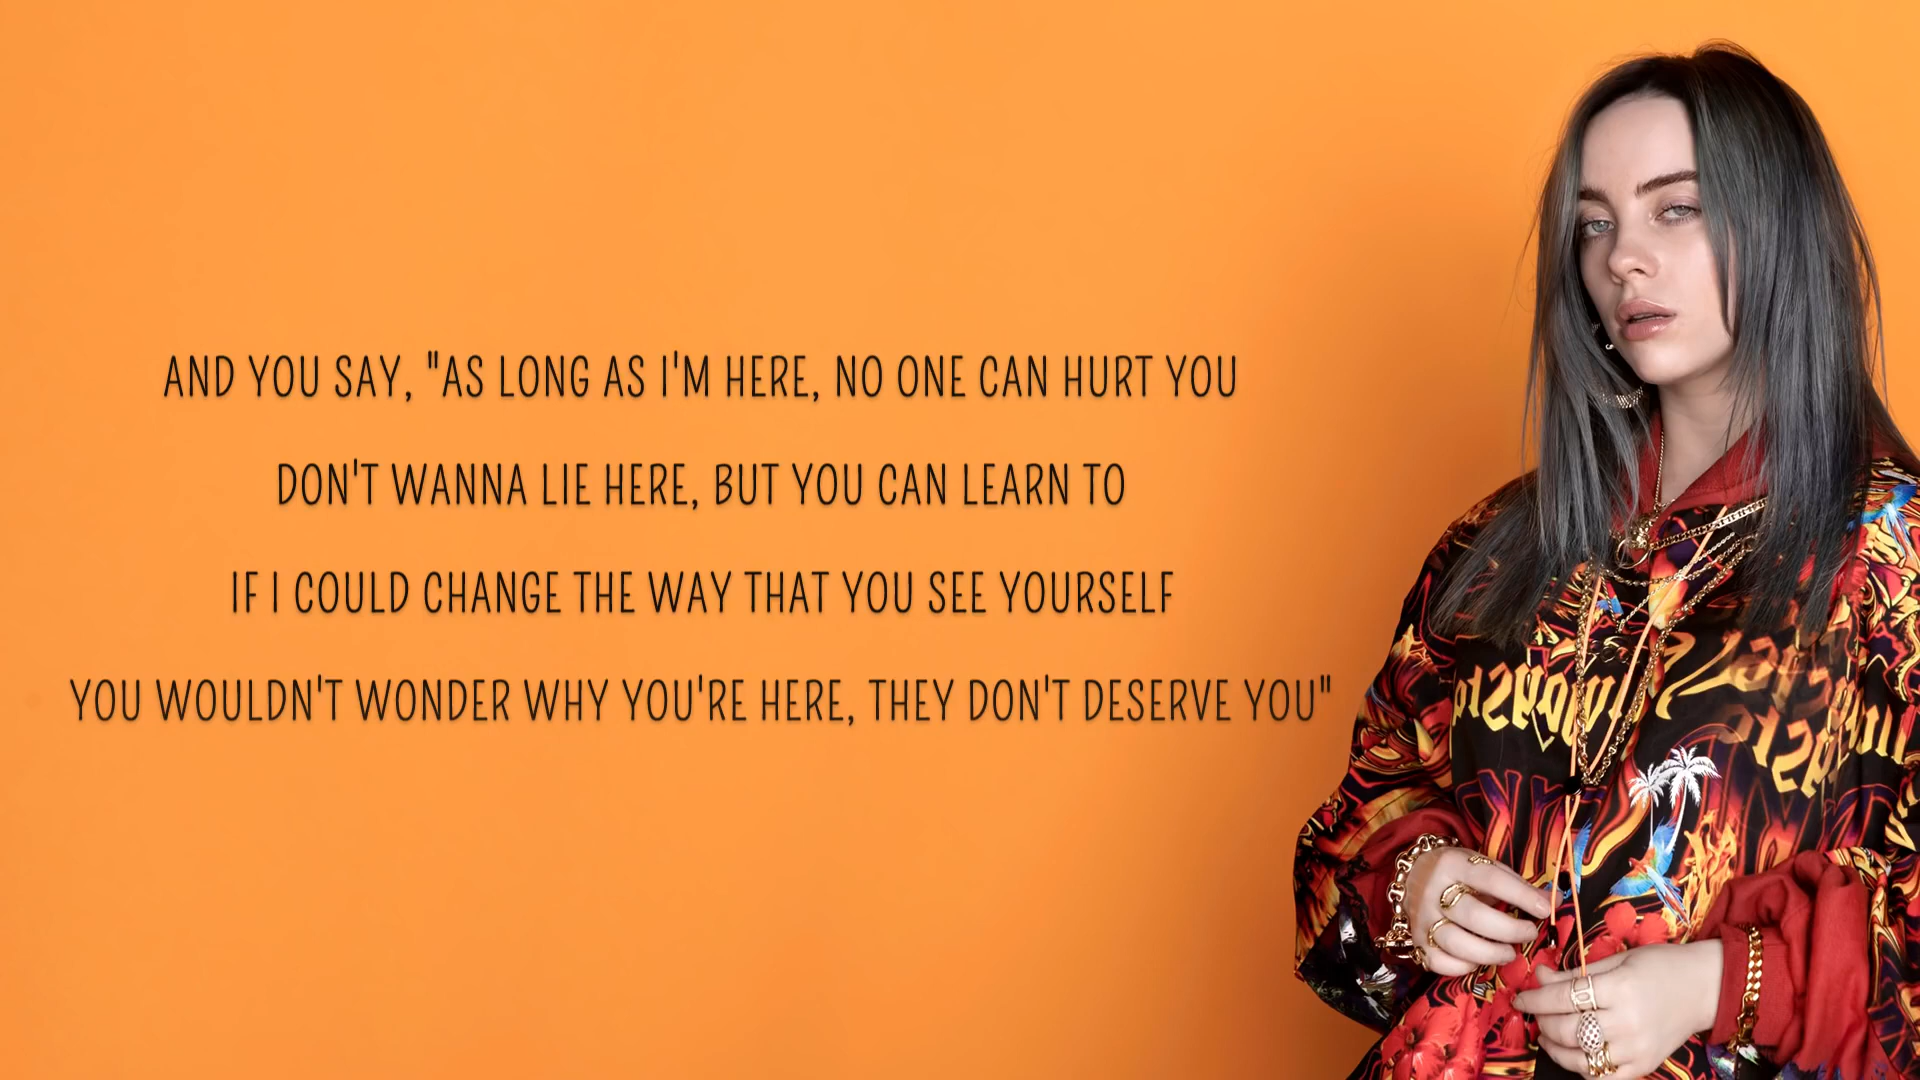 AND YOU SAY, "AS LONG AS I'M HERE, NO ONE CAN HURT YOU
DON'T WANNA LIE HERE, BUT YOU CAN LEARN TO
IF I COULD CHANGE THE WAY THAT YOU SEE YOURSELF
YOU WOULDN'T WONDER WHY YOU'RE HERE, THEY DON'T DESERVE YOU"